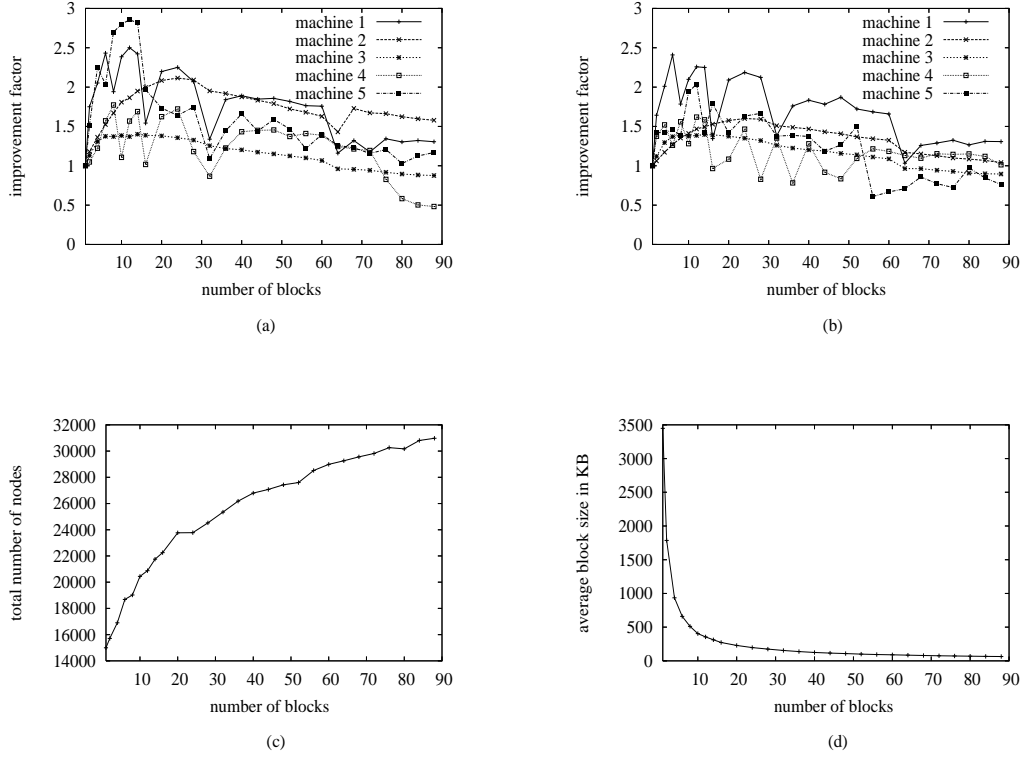 improvement factor
3
2.5
2
1.5
1
0.5
0
machine 1
machine 2
machine 3
machine 4
machine 5
10 20 30 40 50 60 70 80 90
number of blocks
(a)
improvement factor
3
2.5
2
1.5
1
0.5
0
machine 1
machine 2
machine 3
machine 4
machine 5
10 20 30 40 50 60 70 80 90
number of blocks
(b)
total number of nodes
32000
30000
28000
26000
24000
22000
20000
18000
16000
14000
10 20 30 40 50 60 70 80 90
number of blocks
(c)
average block size in KB
3500
3000
2500
2000
1500
1000
500
0
10 20 30 40 50 60 70 80 90
number of blocks
(d)